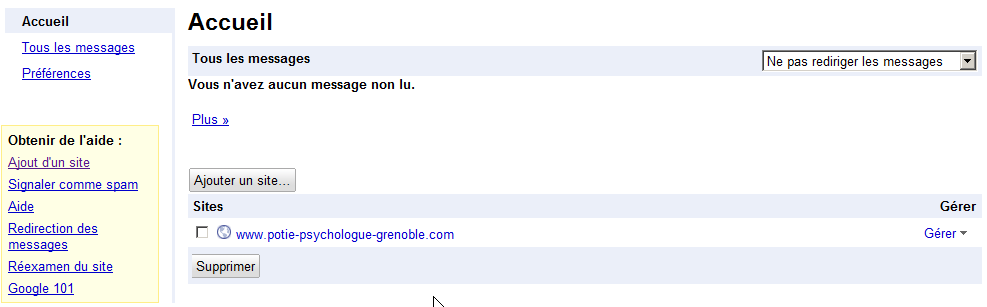 Accueil
Tous les messages
Préférences
Obtenir de l'aide :
Ajout d'un site
Signaler comme spam
Aide
Redirection des
messages
Réexamen du site
Google 101
Accueil
Tous les messages
Ne pas rediriger les messages
Vous n'avez aucun message non lu.
Plus »
Ajouter un site...
Sites
Gérer
www.potie-psychologue-grenoble.com
Gérer
Supprimer